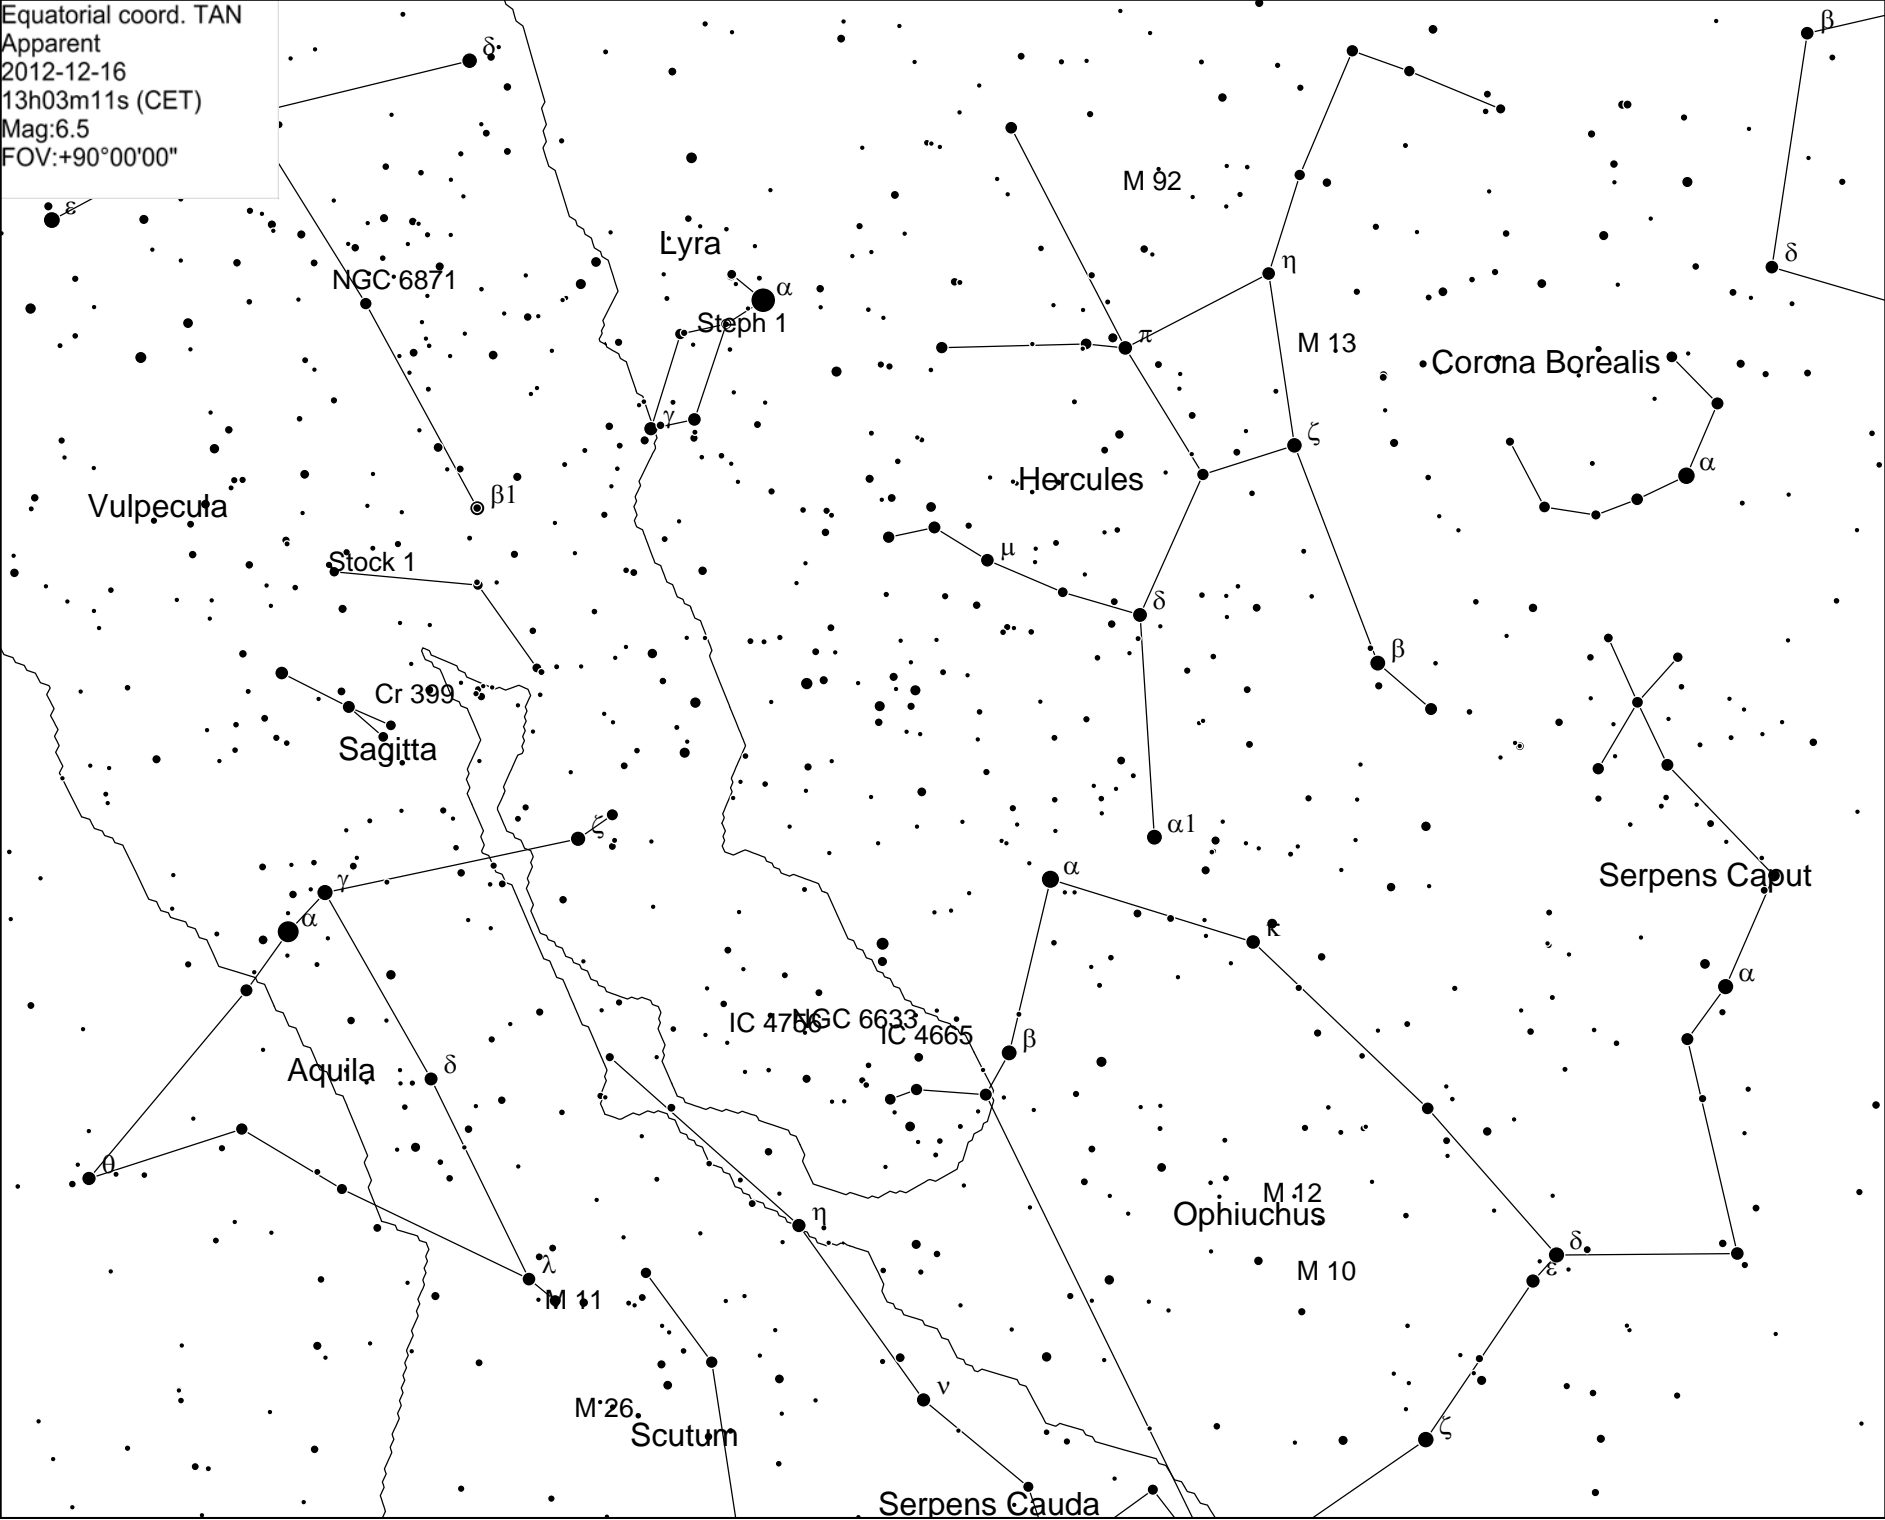 Equatorial coord. TAN
Apparent
2012-12-16
13h03m11s (CET)
Mag:6.5
FOV:+90°00'00"
β
δ
M 92
ε
Lyra
δ
η
NGC 6871
α
Steph 1
π
M 13
Corona Borealis
γ
ζ
α
Hercules
β1
Vulpecula
μ
Stock 1
δ
β
Cr 399
Sagitta
ζ
α1
α
Serpens Caput
γ
α
κ
α
IC 4756
NGC 6633
IC 4665
β
Aquila
δ
θ
M 12
Ophiuchus
η
δ
λ
ε
M 10
M 11
ν
M 26
Scutum
ζ
Serpens Cauda